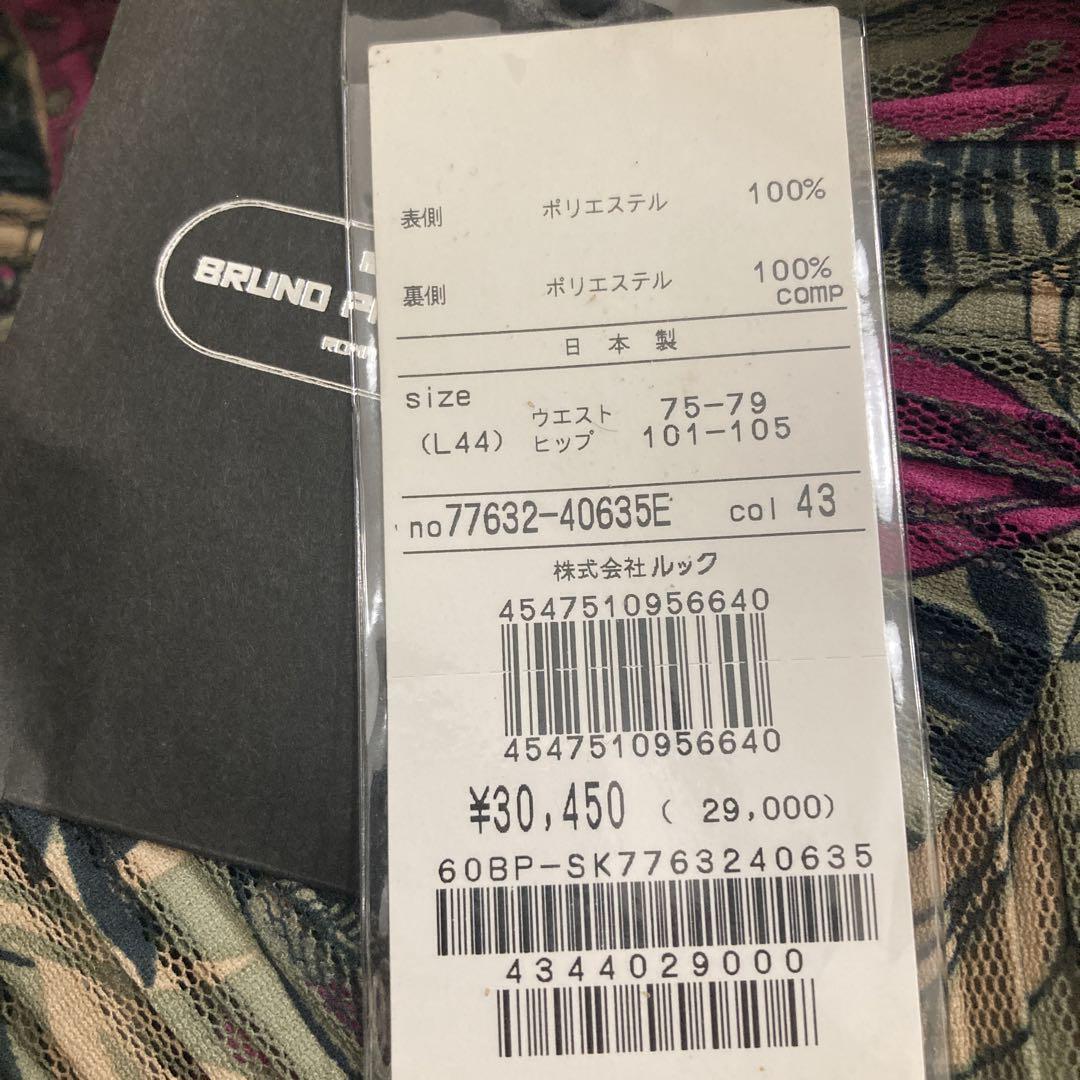 BRUNO
表側 ポリエステル 100%
裏側 ポリエステル 100%
comp
日本製
size
ウエスト 75-79
(L44) ヒップ 101-105
no77632-40635E col 43
株式会社ルック
4547510956640
4547510956640
¥30,450 ( 29,000)
60BP-SK7763240635
4344029000